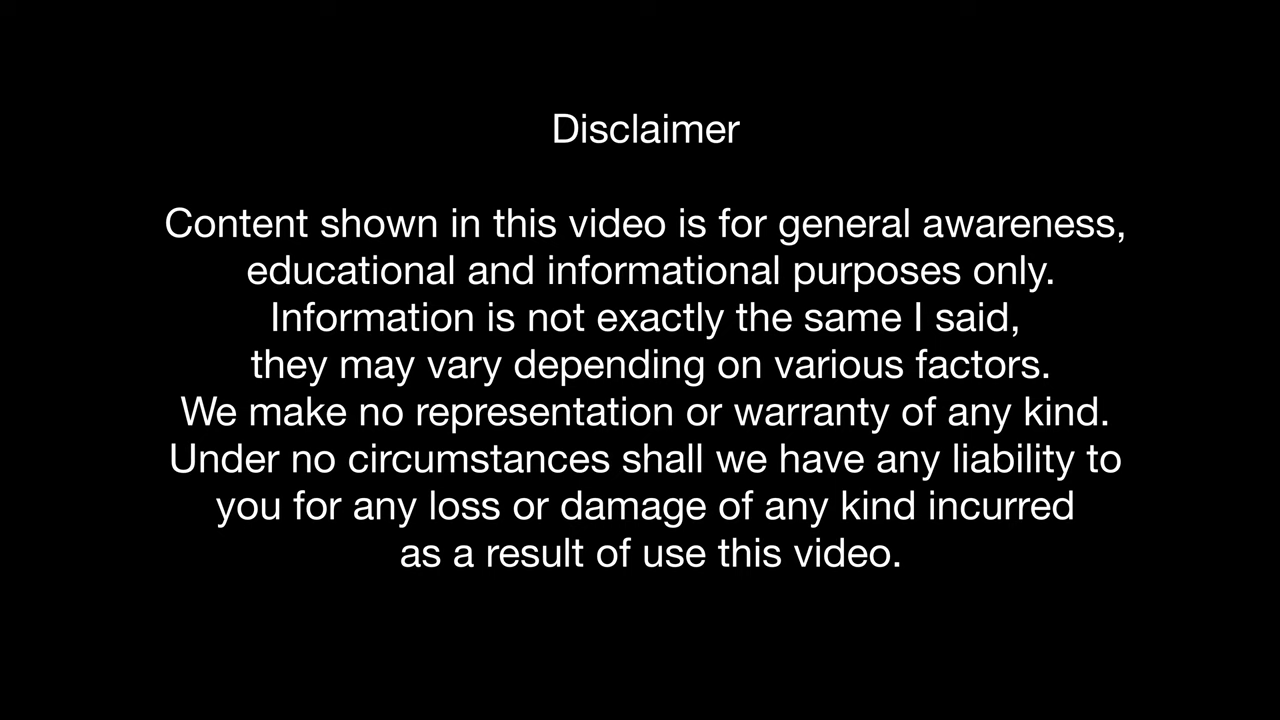 Disclaimer
Content shown in this video is for general awareness,
educational and informational purposes only.
Information is not exactly the same I said,
they may vary depending on various factors.
We make no representation or warranty of any kind.
Under no circumstances shall we have any liability to
you for any loss or damage of any kind incurred
as a result of use this video.